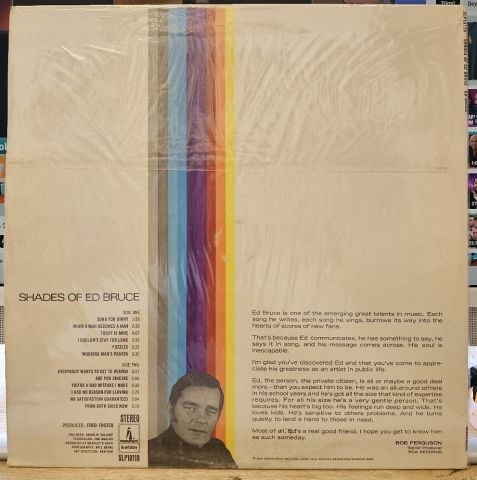 SHADES OF ED BRUCE
SIDE ONE
SONG FOR JENNY
WHEN A MAN BECOMES A MAN
TODAY IS MINE
I COULDN'T STAY TOO LONG
PUZZLES
WORKING MAN'S PRAYER
SIDE TWO
EVERYBODY WANTS TO GET TO HEAVEN
ARE YOU SINCERE
YOU'RE A BAD MISTAKE I MADE
I HAD NO REASON FOR LEAVING
NO SATISFACTION GUARANTEED
FROM BOTH SIDES NOW
PRODUCER: FRED FOSTER
STEREO
monument
SLP18118
Ed Bruce is one of the emerging great talents in music. Each
song he writes, each song he sings, burrows its way into the
hearts of scores of new fans.
That's because Ed communicates, he has something to say, he
says it in song, and his message comes across. His soul is
inescapable.
I'm glad you've discovered Ed and that you've come to appre-
ciate his greatness as an artist in public life.
Ed, the person, the private citizen, is all or maybe a good deal
more—than you expect him to be. He was an all-around athlete
in his school years and he's got all the size that kind of expertise
requires. For all his size he's a very gentle person. That's
because his heart's big too. His feelings run deep and wide. He
loves kids. He's sensitive to others problems. And he turns
quietly to lend a hand to those in need.
Most of all, Ed's a real good friend. I hope you get to know him
as such someday.
BOB FERGUSON
Senior Producer
RCA RECORDS